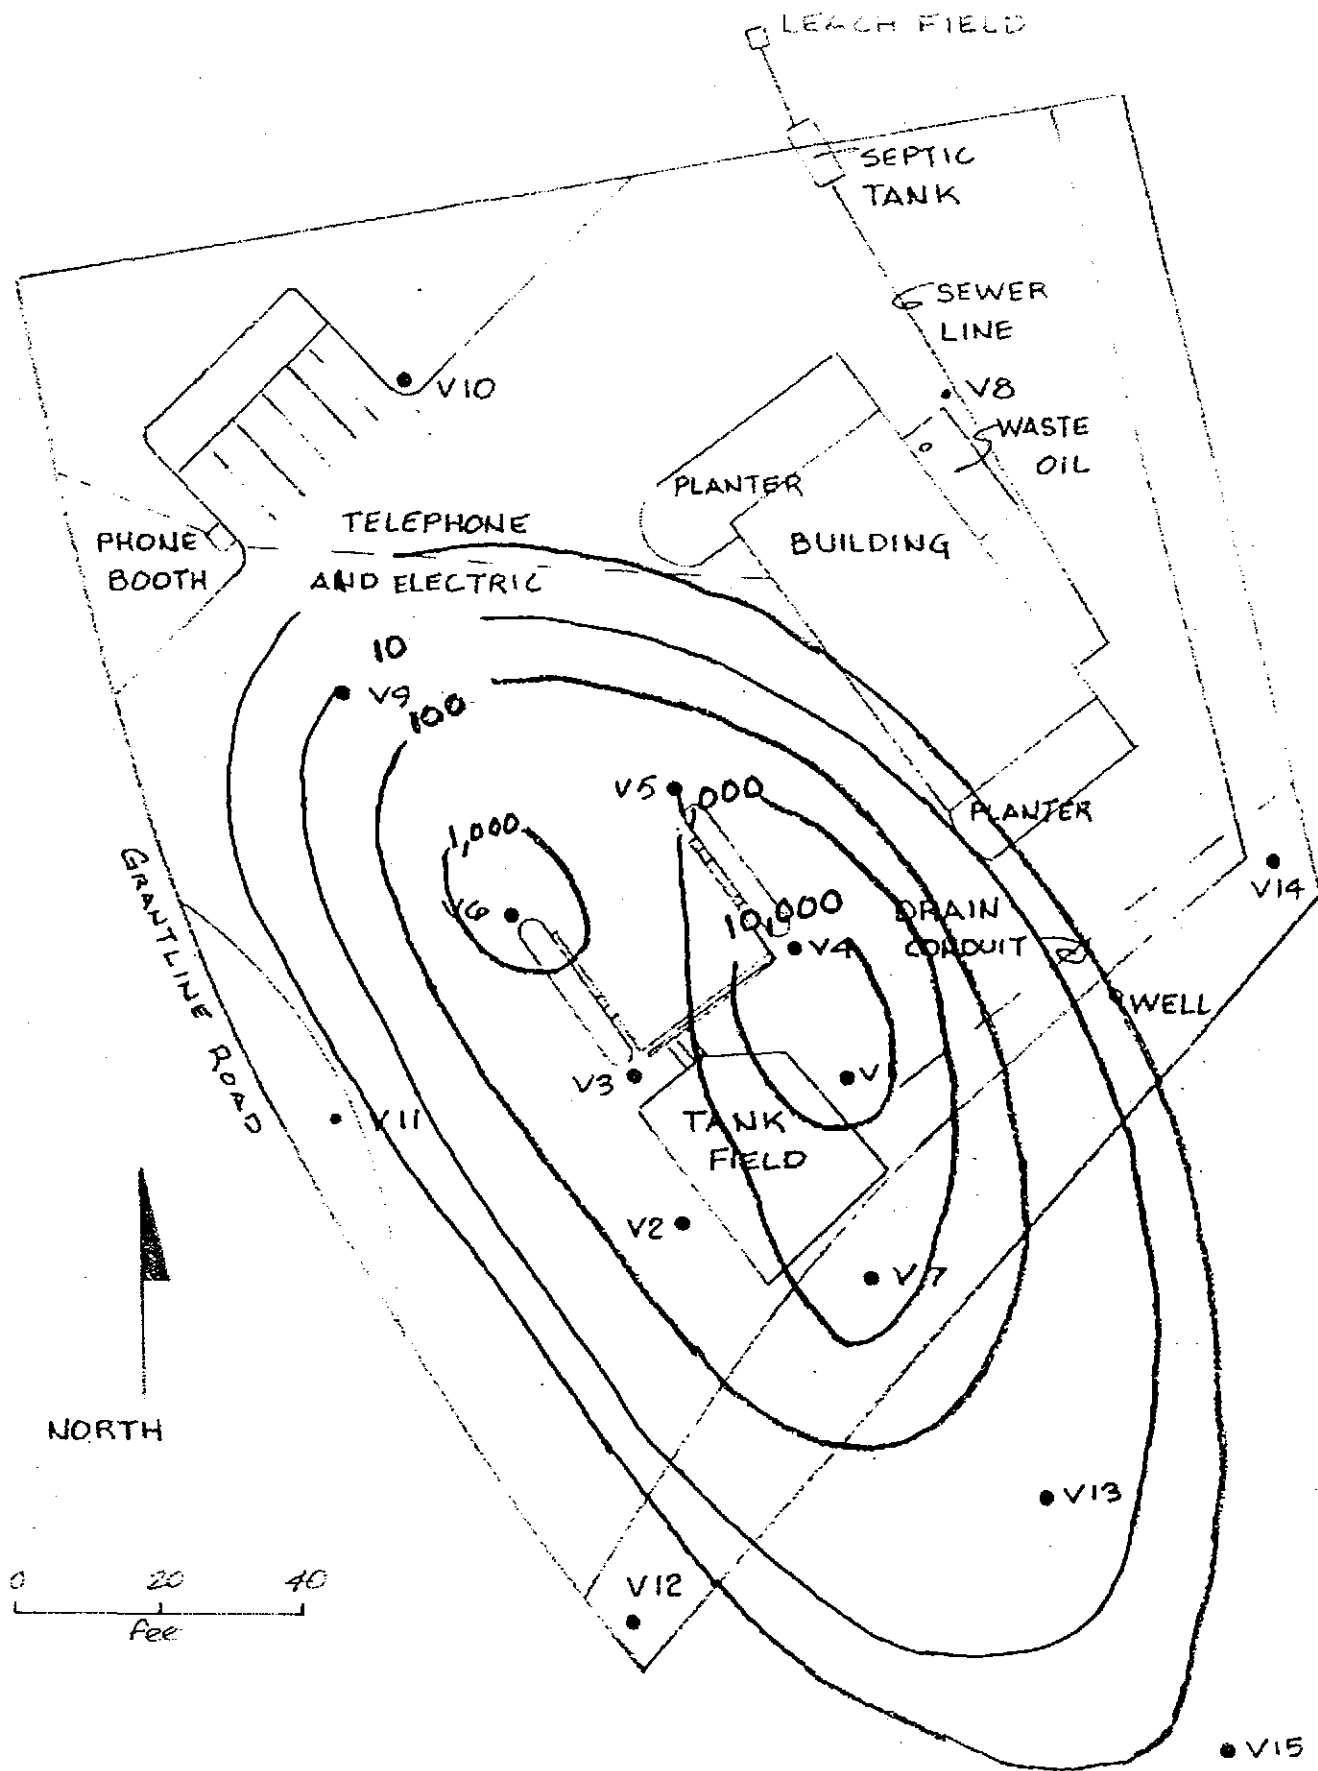 LEACH FIELD
SEPTIC
TANK
SEWER
LINE
V10
V8
WASTE
OIL
PLANTER
TELEPHONE
BUILDING
PHONE
BOOTH
AND ELECTRIC
10
V9
100
V5
,000
PLANTER
1,000
V14
V6
10,000
DRAIN
CONDUIT
V4
GRANTLINE ROAD
WELL
V3
V1
V11
TANK
FIELD
V2
V7
NORTH
V13
0 20 40
fee
V12
V15